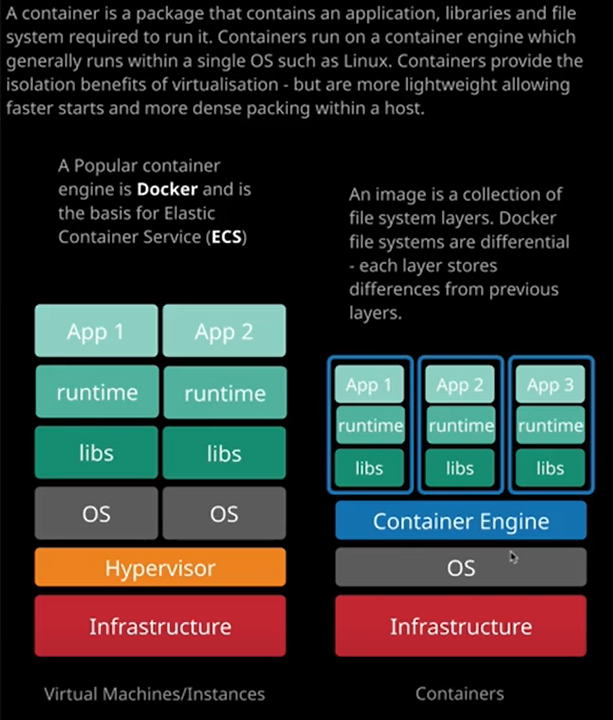 A container is a package that contains an application, libraries and file
system required to run it. Containers run on a container engine which
generally runs within a single OS such as Linux. Containers provide the
isolation benefits of virtualisation - but are more lightweight allowing
faster starts and more dense packing within a host.
A Popular container
engine is Docker and is
the basis for Elastic
Container Service (ECS)
An image is a collection of
file system layers. Docker
file systems are differential
- each layer stores
differences from previous
layers.
App 1 App 2
runtime runtime
libs libs
OS OS
Hypervisor
Infrastructure
Virtual Machines/Instances
App 1 App 2 App 3
runtime runtime runtime
libs libs libs
Container Engine
OS
Infrastructure
Containers